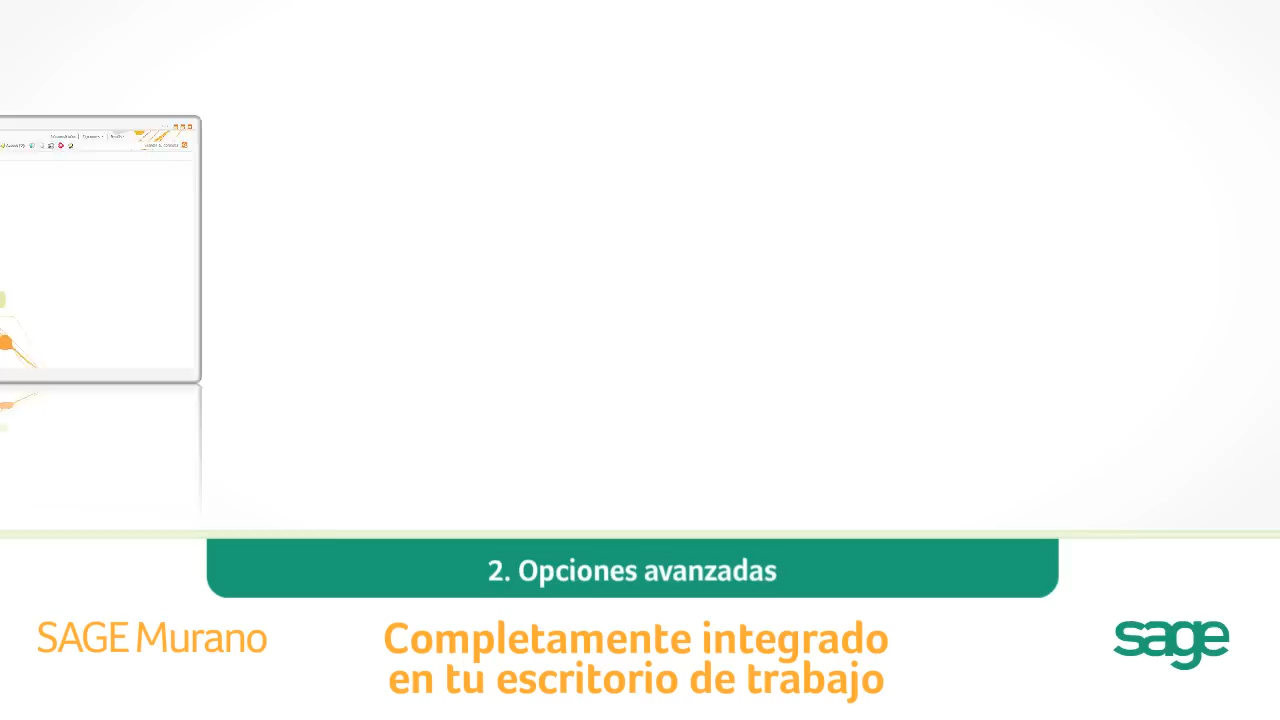 2. Opciones avanzadas
SAGE Murano
Completamente integrado
en tu escritorio de trabajo
sage